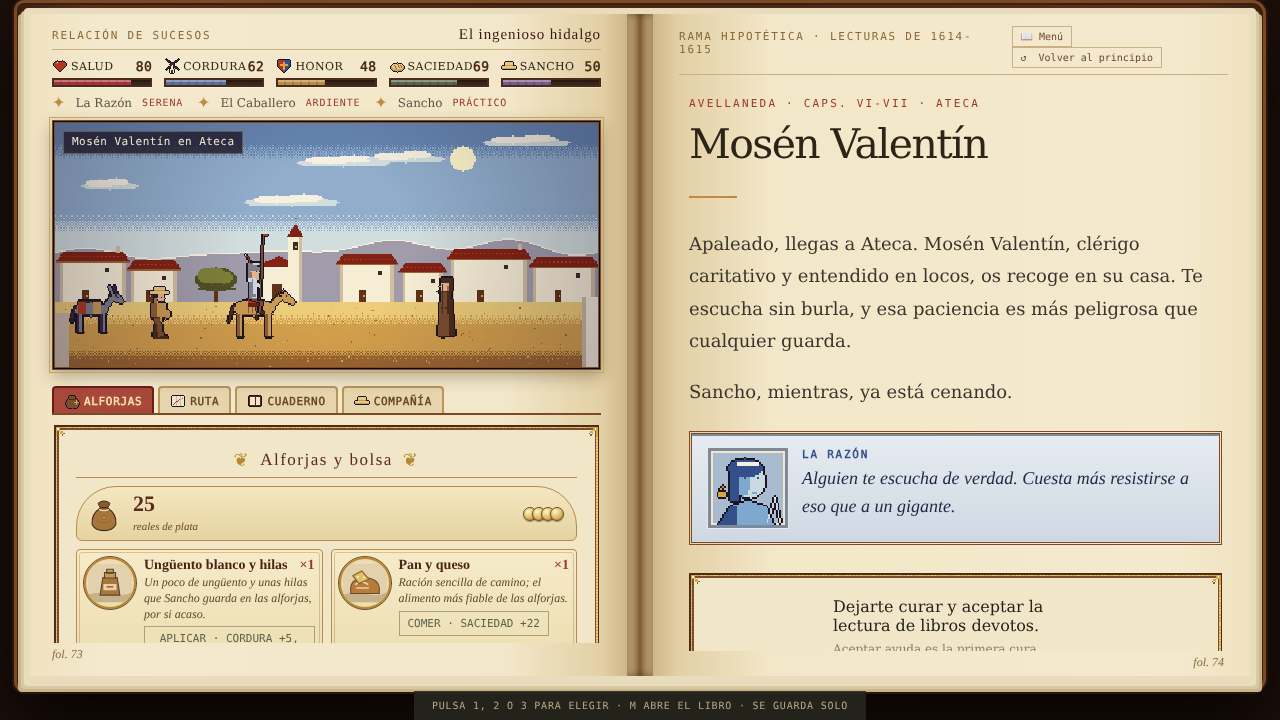 RELACIÓN DE SUCESOS
El ingenioso hidalgo
SALUD 80
CORDURA 62
HONOR 48
SACIEDAD 69
SANCHO 50
La Razón SERENA
El Caballero ARDIENTE
Sancho PRÁCTICO
Mosén Valentín en Ateca
ALFORJAS
RUTA
CUADERNO
COMPAÑÍA
Alforjas y bolsa
25
reales de plata
Ungüento blanco y hilas ×1
Un poco de ungüento y unas hilas
que Sancho guarda en las alforjas,
por si acaso.
APLICAR · CORDURA +5,
Pan y queso ×1
Ración sencilla de camino; el
alimento más fiable de las alforjas.
COMER · SACIEDAD +22
fol. 73
RAMA HIPOTÉTICA · LECTURAS DE 1614-
1615
Menú
↺ Volver al principio
AVELLANEDA · CAPS. VI-VII · ATECA
Mosén Valentín
Apaleado, llegas a Ateca. Mosén Valentín, clérigo
caritativo y entendido en locos, os recoge en su casa. Te
escucha sin burla, y esa paciencia es más peligrosa que
cualquier guarda.
Sancho, mientras, ya está cenando.
LA RAZÓN
Alguien te escucha de verdad. Cuesta más resistirse a
eso que a un gigante.
Dejarte curar y aceptar la
lectura de libros devotos.
Aceptar ayuda es la primera cura
fol. 74
PULSA 1, 2 O 3 PARA ELEGIR · M ABRE EL LIBRO · SE GUARDA SOLO